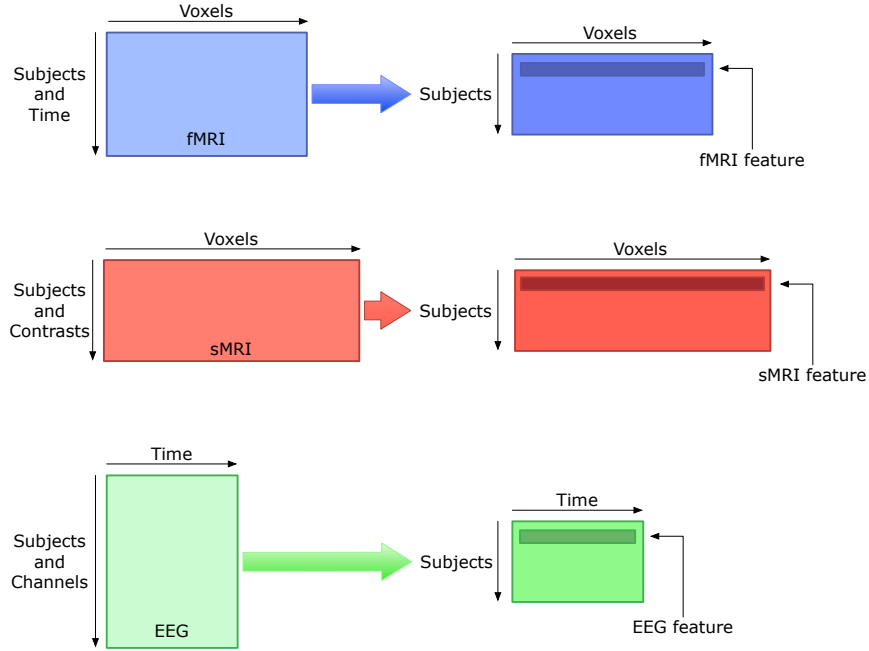 Voxels
Subjects
and
Time
fMRI
Voxels
Subjects
fMRI feature
Voxels
Subjects
and
Contrasts
sMRI
Voxels
Subjects
sMRI feature
Time
Subjects
and
Channels
EEG
Time
Subjects
EEG feature